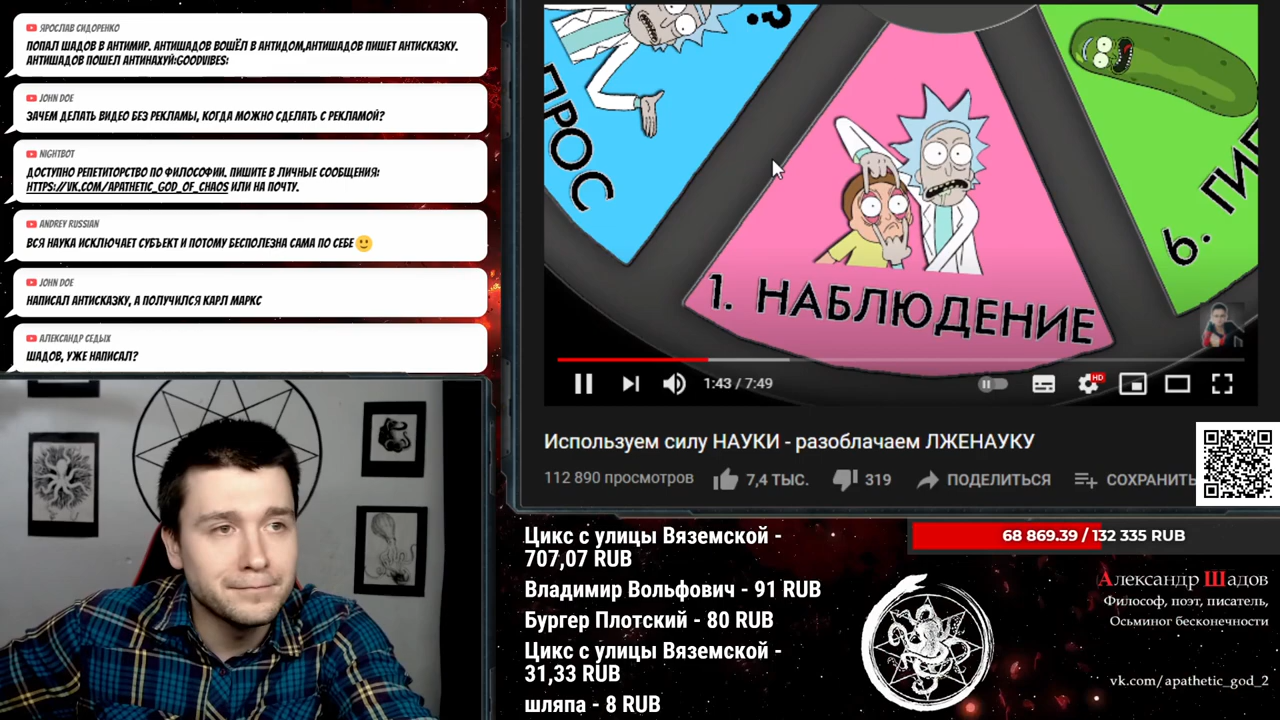 ЯРОСЛАВ СИДОРЕНКО
ПОПАЛ ШАДОВ В АНТИМИР. АНТИШАДОВ ВОШЁЛ В АНТИДОМ,АНТИШАДОВ ПИШЕТ АНТИСКАЗКУ.
АНТИШАДОВ ПОШЕЛ АНТИНАХУЙ:GOODVIBES:
JOHN DOE
ЗАЧЕМ ДЕЛАТЬ ВИДЕО БЕЗ РЕКЛАМЫ, КОГДА МОЖНО СДЕЛАТЬ С РЕКЛАМОЙ?
NIGHTBOT
ДОСТУПНО РЕПЕТИТОРСТВО ПО ФИЛОСОФИИ. ПИШИТЕ В ЛИЧНЫЕ СООБЩЕНИЯ:
HTTPS://VK.COM/APATHETIC_GOD_OF_CHAOS ИЛИ НА ПОЧТУ.
ANDREY RUSSIAN
ВСЯ НАУКА ИСКЛЮЧАЕТ СУБЪЕКТ И ПОТОМУ БЕСПОЛЕЗНА САМА ПО СЕБЕ
JOHN DOE
НАПИСАЛ АНТИСКАЗКУ, А ПОЛУЧИЛСЯ КАРЛ МАРКС
АЛЕКСАНДР СЕДЫХ
ШАДОВ, УЖЕ НАПИСАЛ?
ПРОС
?
1. НАБЛЮДЕНИЕ
6. ГИП
1:43 / 7:49
HD
Используем силу НАУКИ - разоблачаем ЛЖЕНАУКУ
112 890 просмотров
7,4 ТЫС.
319
ПОДЕЛИТЬСЯ
СОХРАНИТЬ
Цикс с улицы Вяземской -
707,07 RUB
Владимир Вольфович - 91 RUB
Бургер Плотский - 80 RUB
Цикс с улицы Вяземской -
31,33 RUB
шляпа - 8 RUB
68 869.39 / 132 335 RUB
Александр Шадов
Философ, поэт, писатель,
Осьминог бесконечности
vk.com/apathetic_god_2